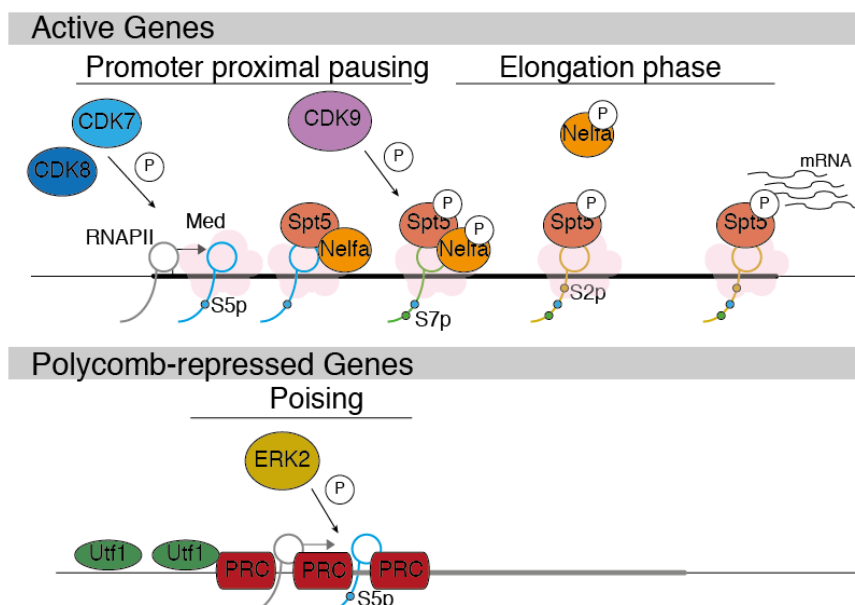 Active Genes
Promoter proximal pausing
Elongation phase
CDK7
CDK8
P
CDK9
P
P
Nelfa
mRNA
RNAPII
Med
Spt5
Nelfa
P
Spt5
P
Nelfa
P
Spt5
P
Spt5
S5p
S7p
S2p
Polycomb-repressed Genes
Poising
ERK2
P
Utf1
Utf1
PRC
PRC
PRC
S5p